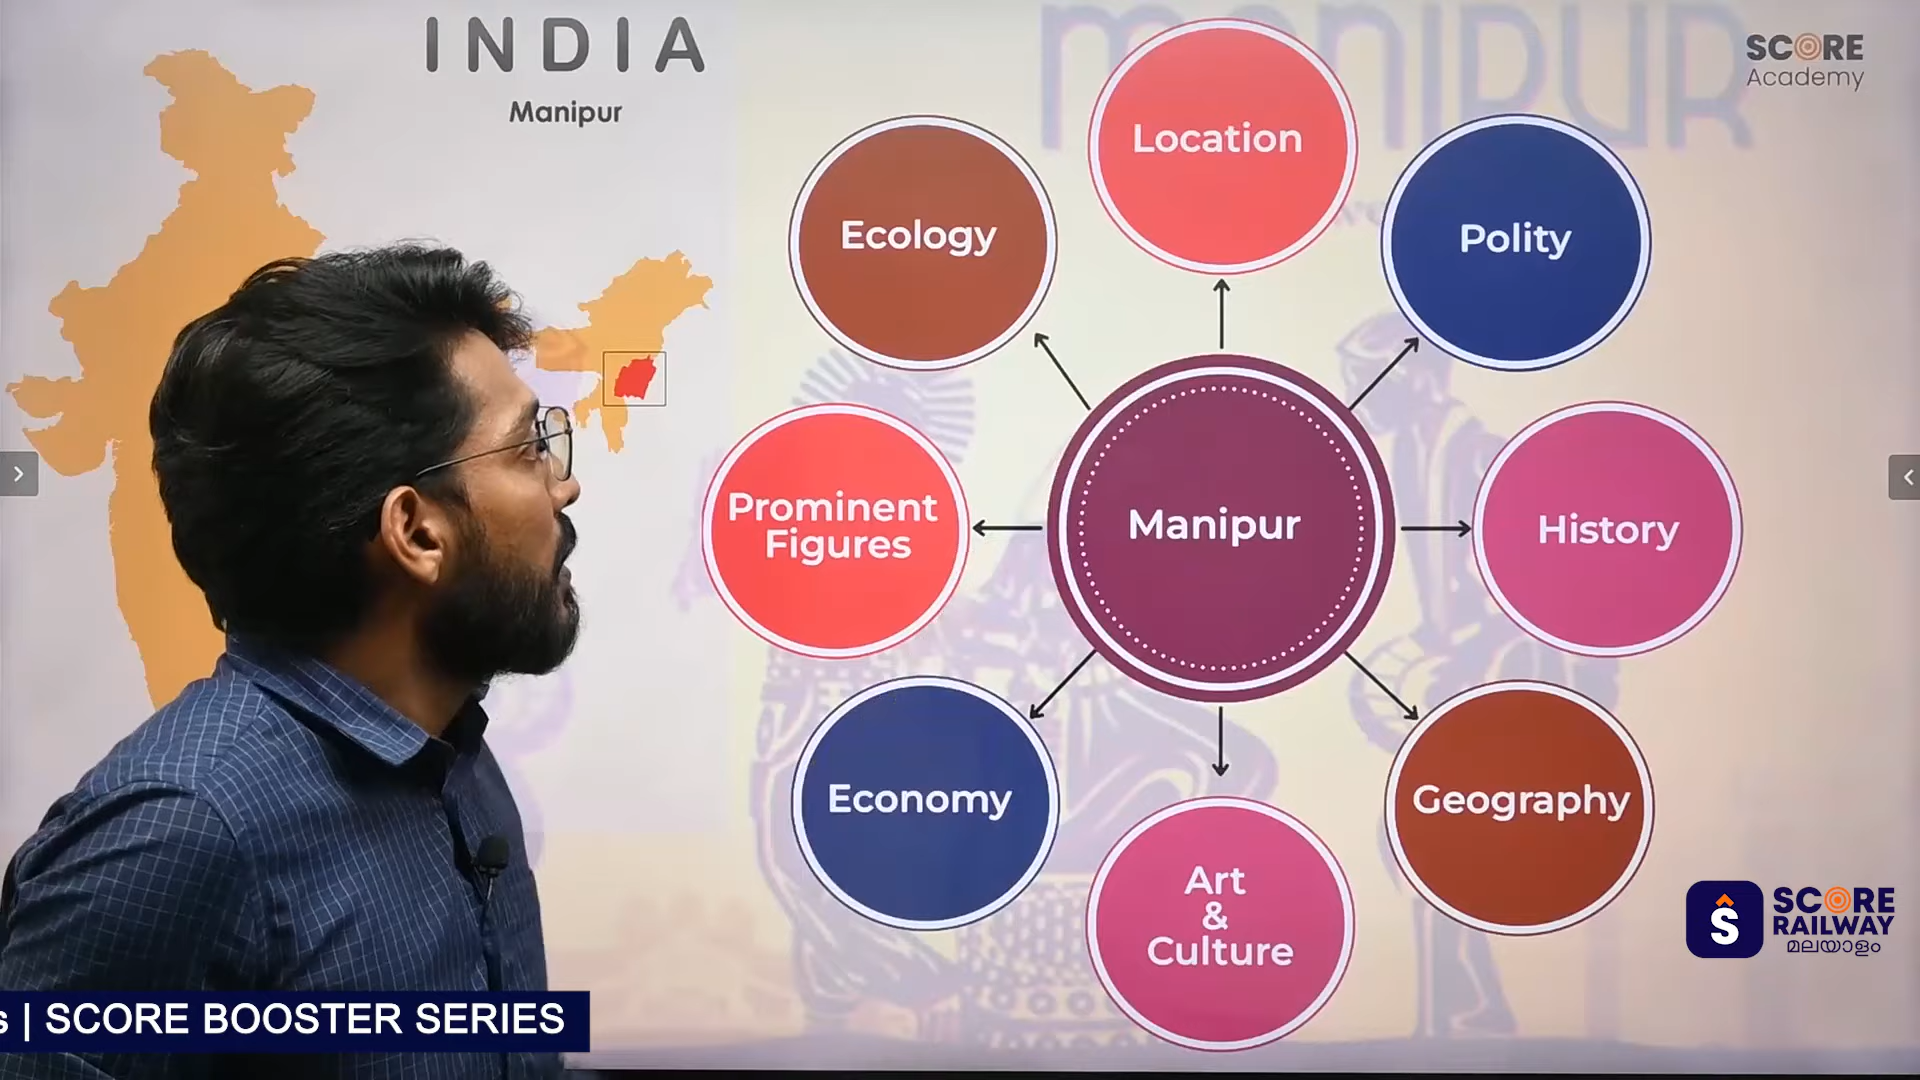 INDIA
Manipur
MANIPUR
SCORE
Academy
Location
Ecology
Polity
Prominent
Figures
Manipur
History
Economy
Geography
Art
&
Culture
S
SCORE
RAILWAY
മലയാളം
s | SCORE BOOSTER SERIES